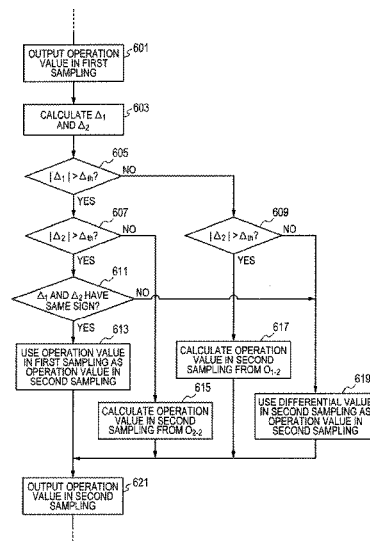 601
OUTPUT OPERATION
VALUE IN FIRST
SAMPLING
603
CALCULATE Δ1
AND Δ2
605
|Δ1|>Δth?
NO
YES
607
|Δ2|>Δth?
NO
609
|Δ2|>Δth?
NO
YES
YES
611
Δ1 AND Δ2 HAVE
SAME SIGN?
NO
YES
613
USE OPERATION VALUE
IN FIRST SAMPLING AS
OPERATION VALUE IN
SECOND SAMPLING
617
CALCULATE OPERATION
VALUE IN SECOND
SAMPLING FROM O1-2
615
CALCULATE OPERATION
VALUE IN SECOND
SAMPLING FROM O2-2
619
USE DIFFERENTIAL VALUE
IN SECOND SAMPLING AS
OPERATION VALUE IN
SECOND SAMPLING
621
OUTPUT OPERATION
VALUE IN SECOND
SAMPLING